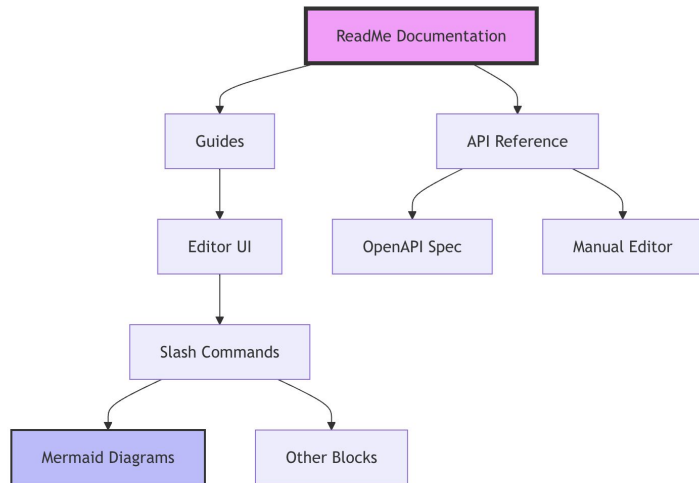 ReadMe Documentation
Guides
API Reference
Editor UI
OpenAPI Spec
Manual Editor
Slash Commands
Mermaid Diagrams
Other Blocks